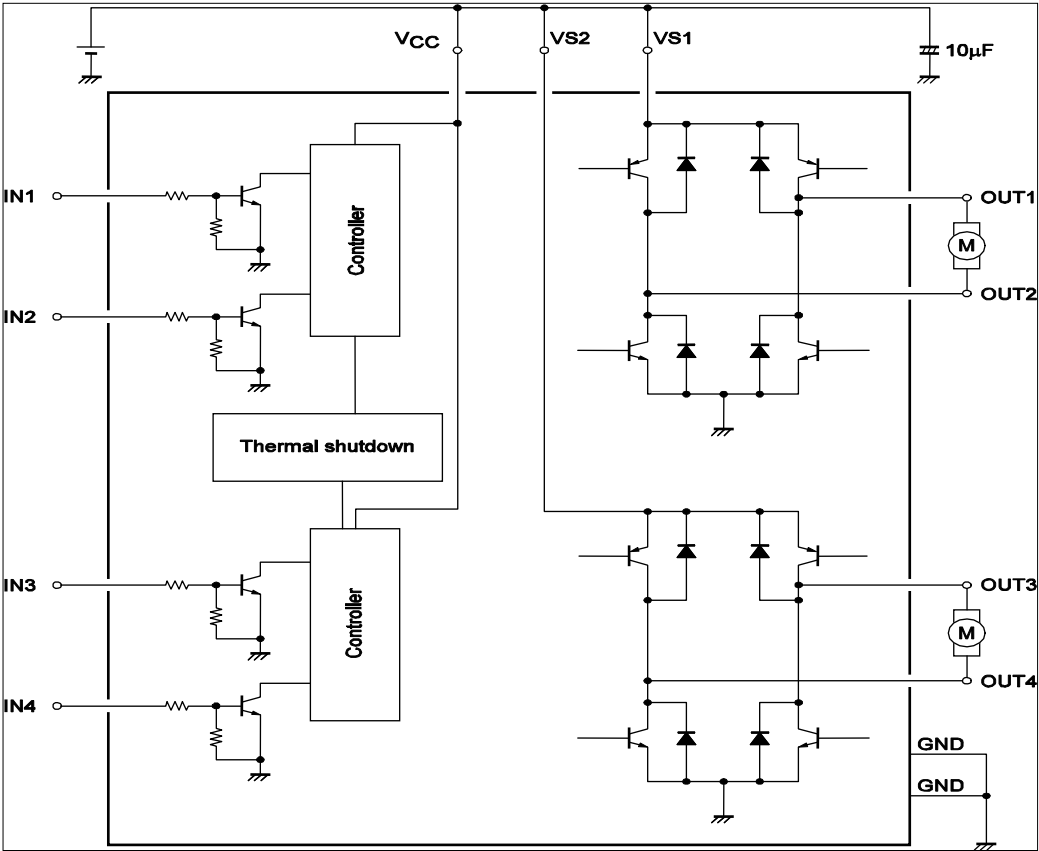 VCC
VS2
VS1
10μF
IN1
Controller
OUT1
M
IN2
OUT2
Thermal shutdown
IN3
Controller
OUT3
M
IN4
OUT4
GND
GND